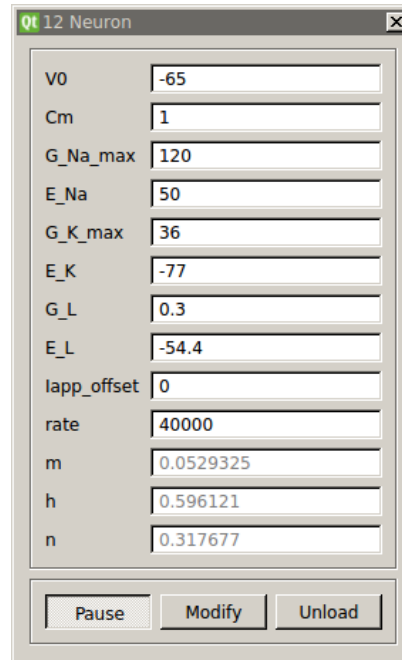 Qt 12 Neuron
V0 -65
Cm 1
G_Na_max 120
E_Na 50
G_K_max 36
E_K -77
G_L 0.3
E_L -54.4
Iapp_offset 0
rate 40000
m 0.0529325
h 0.596121
n 0.317677
Pause Modify Unload